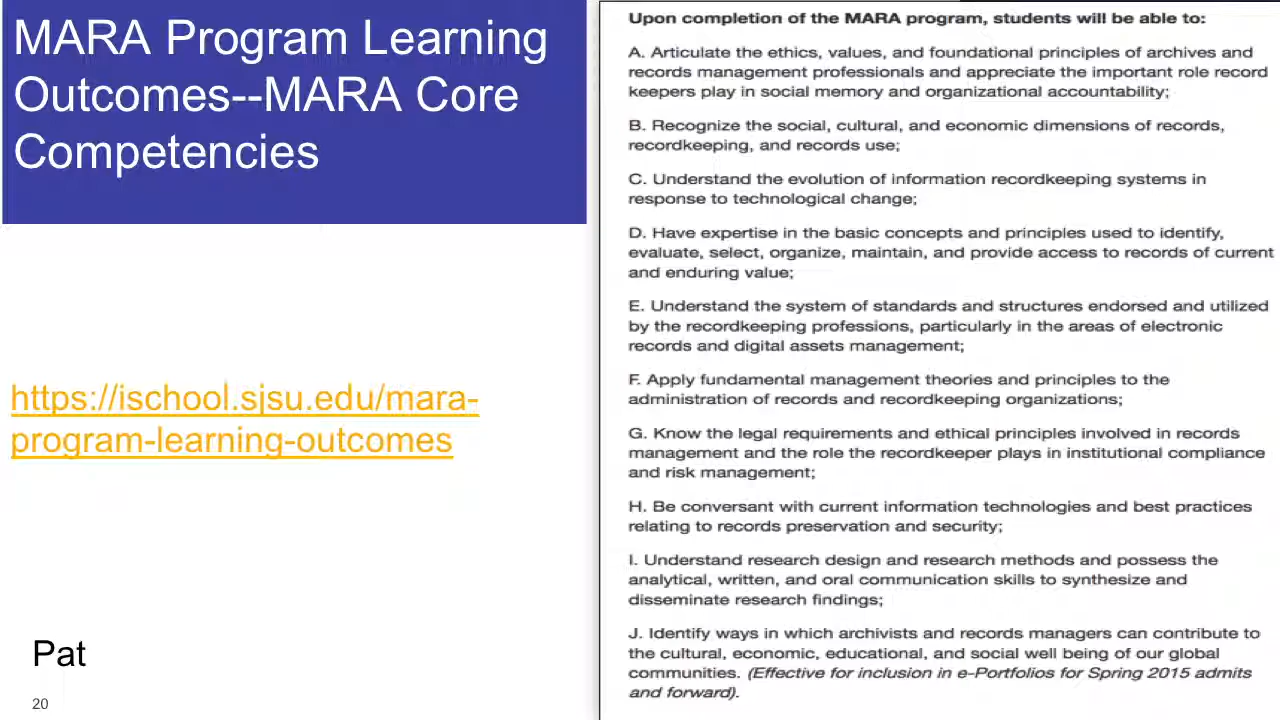 MARA Program Learning
Outcomes--MARA Core
Competencies
https://ischool.sjsu.edu/mara-
program-learning-outcomes
Pat
20
Upon completion of the MARA program, students will be able to:
A. Articulate the ethics, values, and foundational principles of archives and
records management professionals and appreciate the important role record
keepers play in social memory and organizational accountability;
B. Recognize the social, cultural, and economic dimensions of records,
recordkeeping, and records use;
C. Understand the evolution of information recordkeeping systems in
response to technological change;
D. Have expertise in the basic concepts and principles used to identify,
evaluate, select, organize, maintain, and provide access to records of current
and enduring value;
E. Understand the system of standards and structures endorsed and utilized
by the recordkeeping professions, particularly in the areas of electronic
records and digital assets management;
F. Apply fundamental management theories and principles to the
administration of records and recordkeeping organizations;
G. Know the legal requirements and ethical principles involved in records
management and the role the recordkeeper plays in institutional compliance
and risk management;
H. Be conversant with current information technologies and best practices
relating to records preservation and security;
I. Understand research design and research methods and possess the
analytical, written, and oral communication skills to synthesize and
disseminate research findings;
J. Identify ways in which archivists and records managers can contribute to
the cultural, economic, educational, and social well being of our global
communities. (Effective for inclusion in e-Portfolios for Spring 2015 admits
and forward).